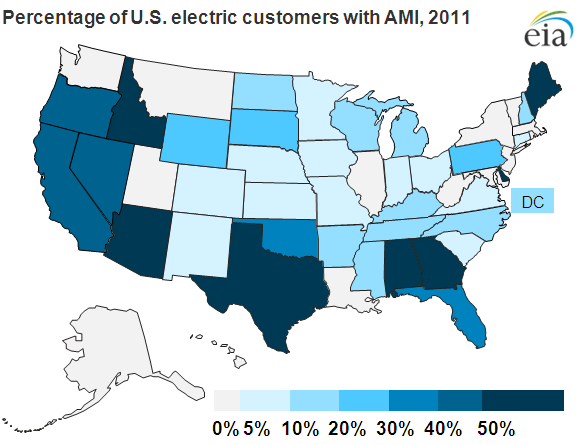 Percentage of U.S. electric customers with AMI, 2011
eia
DC
0% 5% 10% 20% 30% 40% 50%